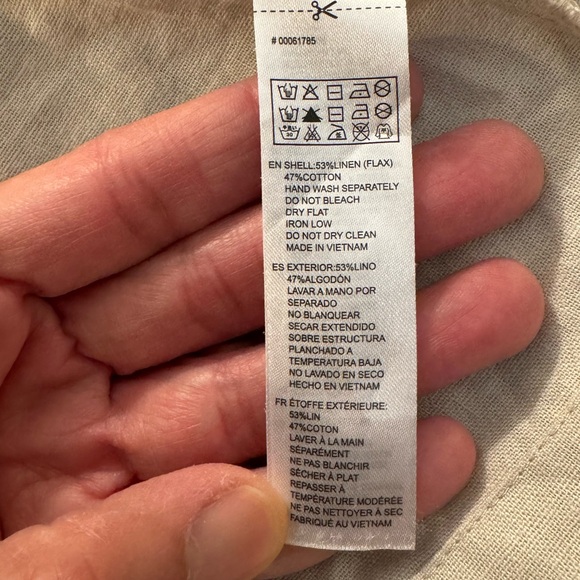 # 00061785
30
EN SHELL:53%LINEN (FLAX)
47%COTTON
HAND WASH SEPARATELY
DO NOT BLEACH
DRY FLAT
IRON LOW
DO NOT DRY CLEAN
MADE IN VIETNAM
ES EXTERIOR:53%LINO
47%ALGODÓN
LAVAR A MANO POR
SEPARADO
NO BLANQUEAR
SECAR EXTENDIDO
SOBRE ESTRUCTURA
PLANCHADO A
TEMPERATURA BAJA
NO LAVADO EN SECO
HECHO EN VIETNAM
FR ÉTOFFE EXTÉRIEURE:
53%LIN
47%COTON
LAVER À LA MAIN
SÉPARÉMENT
NE PAS BLANCHIR
SÉCHER À PLAT
REPASSER À
TEMPÉRATURE MODÉRÉE
NE PAS NETTOYER À SEC
FABRIQUÉ AU VIETNAM